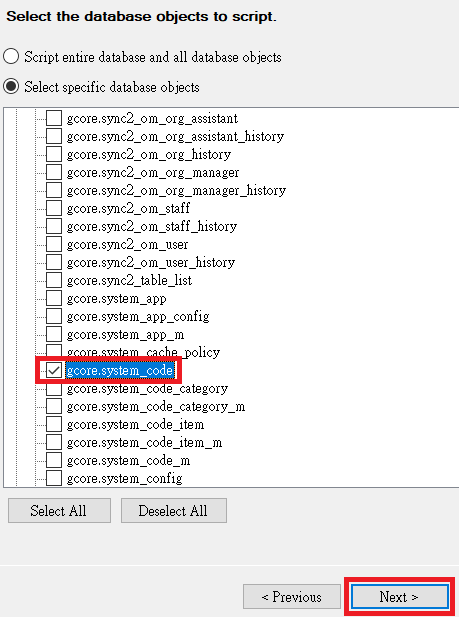 Select the database objects to script.
Script entire database and all database objects
Select specific database objects
gcore.sync2_om_org_assistant
gcore.sync2_om_org_assistant_history
gcore.sync2_om_org_history
gcore.sync2_om_org_manager
gcore.sync2_om_org_manager_history
gcore.sync2_om_staff
gcore.sync2_om_staff_history
gcore.sync2_om_user
gcore.sync2_om_user_history
gcore.sync2_table_list
gcore.system_app
gcore.system_app_config
gcore.system_app_m
gcore.system_cache_policy
gcore.system_code
gcore.system_code_category
gcore.system_code_category_m
gcore.system_code_item
gcore.system_code_item_m
gcore.system_code_m
gcore.system_config
Select All
Deselect All
< Previous
Next >